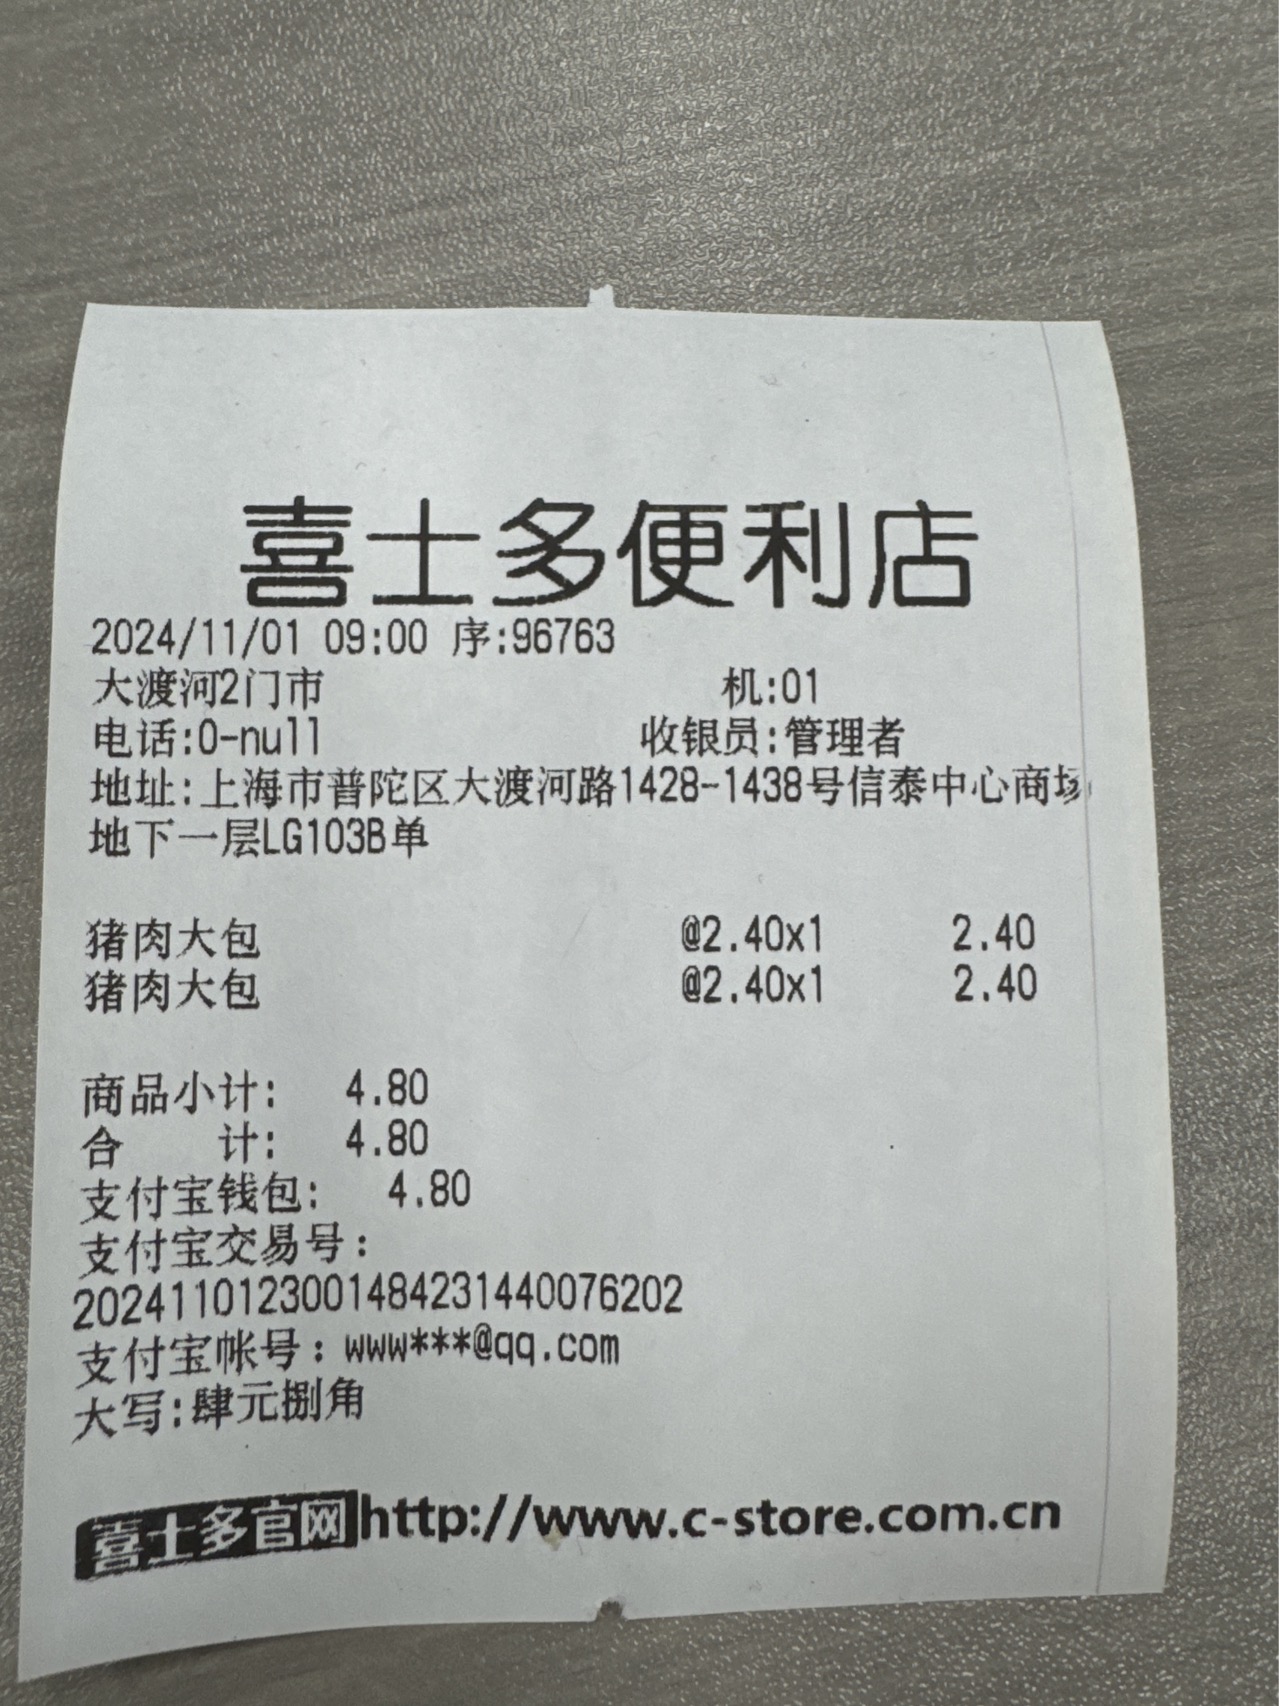 喜士多便利店
2024/11/01 09:00 序:96763
大渡河2门市 机:01
电话:0-null 收银员:管理者
地址:上海市普陀区大渡河路1428-1438号信泰中心商场
地下一层LG103B单
猪肉大包 @2.40x1 2.40
猪肉大包 @2.40x1 2.40
商品小计: 4.80
合 计: 4.80
支付宝钱包: 4.80
支付宝交易号:
2024110123001484231440076202
支付宝帐号:www***@qq.com
大写:肆元捌角
喜士多官网http://www.c-store.com.cn